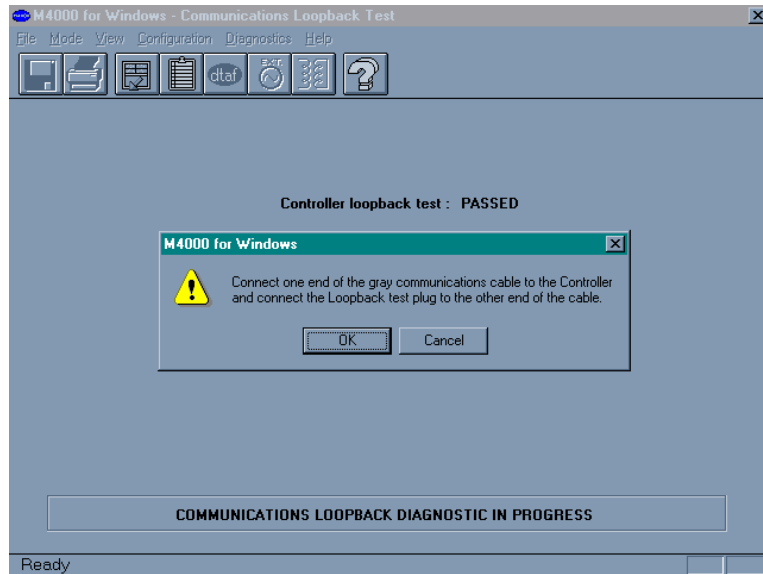 M4000 for Windows - Communications Loopback Test
File Mode View Configuration Diagnostics Help
dtaf EXT.
Controller loopback test : PASSED
M4000 for Windows
Connect one end of the gray communications cable to the Controller
and connect the Loopback test plug to the other end of the cable.
OK Cancel
COMMUNICATIONS LOOPBACK DIAGNOSTIC IN PROGRESS
Ready